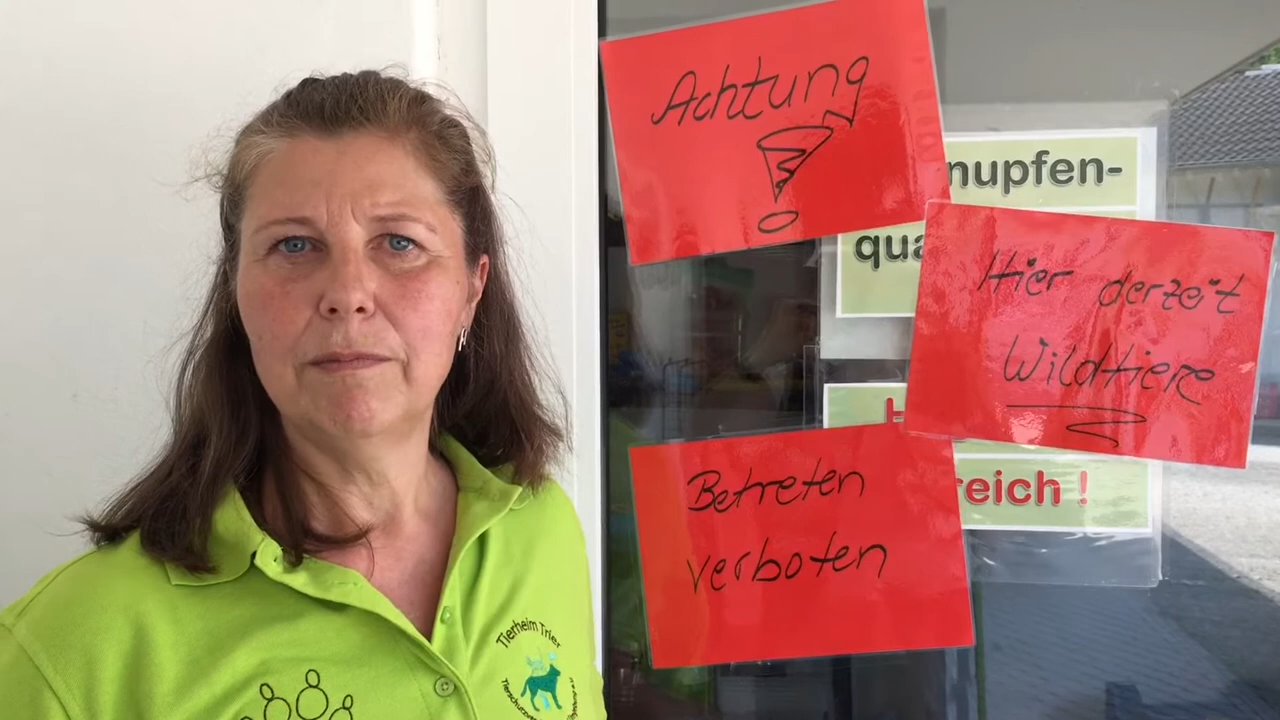 Achtung
!
nupfen-
qua
Hier derzeit
Wildtiere
H
reich !
Betreten
verboten
Tierheim Trier